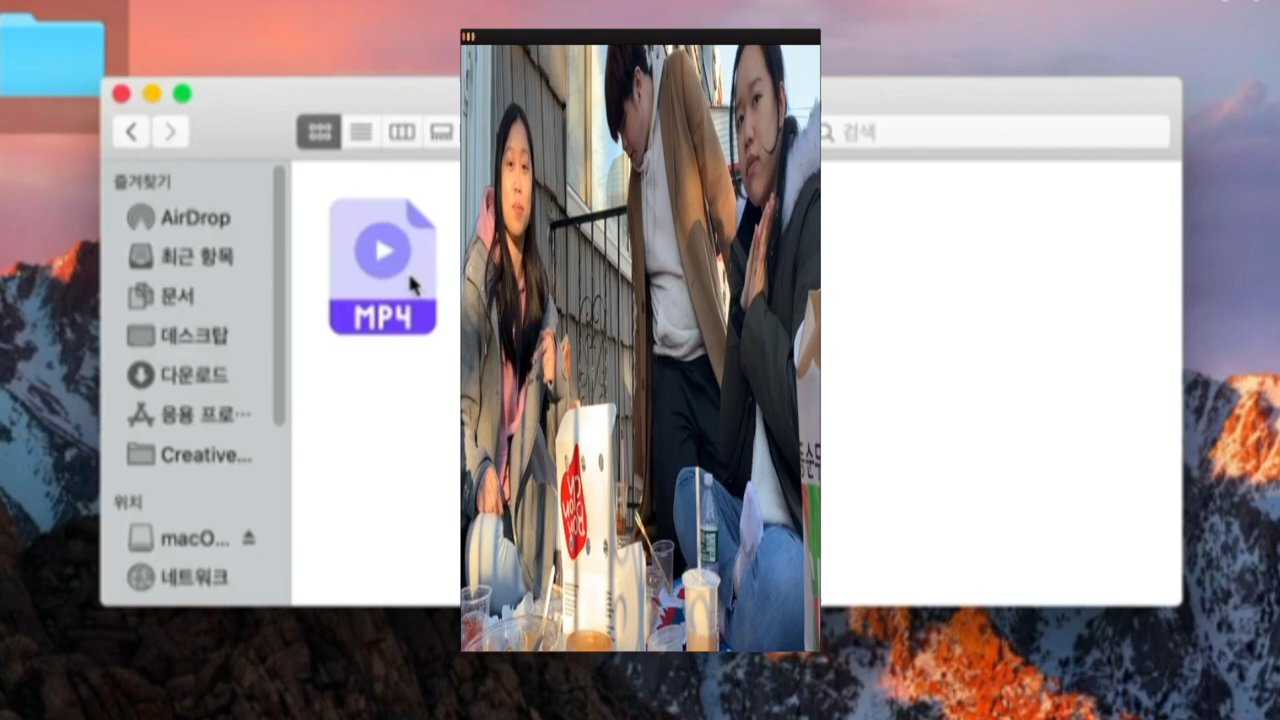 검색
즐겨찾기
AirDrop
최근 항목
문서
데스크탑
다운로드
응용 프로…
Creative...
위치
macO...
네트워크
MP4